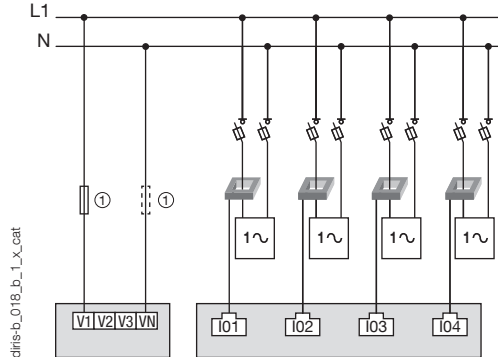 L1
N
① ①
1∿ 1∿ 1∿ 1∿
V1 V2 V3 VN I01 I02 I03 I04
diris-b_018_b_1_x_cat